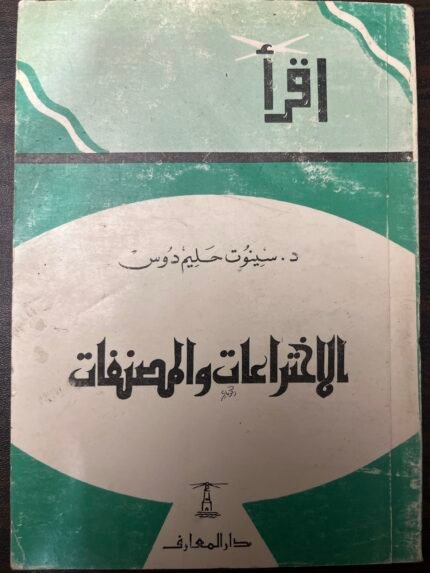 اقرأ
د. سينوت حليم دوس
الاختراعات والمصنفات
دار المعارف